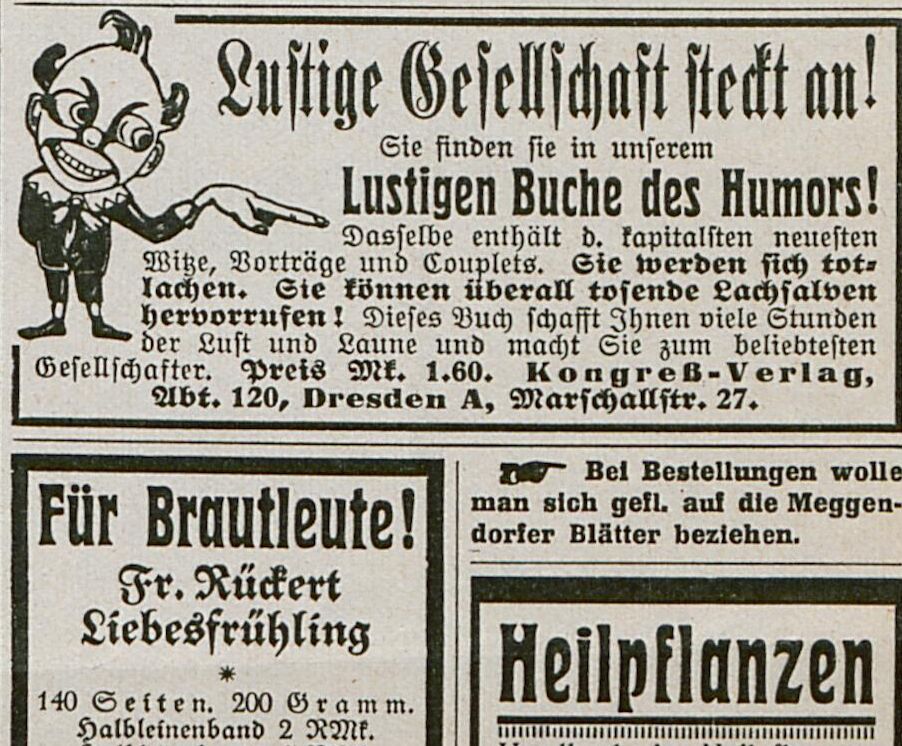 Lustige Gesellschaft steckt an!
Sie finden sie in unserem
Lustigen Buche des Humors!
Dasselbe enthält d. kapitalsten neuesten
Witze, Vorträge und Couplets. Sie werden sich tot-
lachen. Sie können überall tosende Lachsalven
hervorrufen! Dieses Buch schafft Ihnen viele Stunden
der Lust und Laune und macht Sie zum beliebtesten
Gesellschafter. Preis Mk. 1.60. Kongreß-Verlag,
Abt. 120, Dresden A, Marschallstr. 27.
Für Brautleute!
Fr. Rückert
Liebesfrühling
*
140 Seiten. 200 Gramm.
Halbleinenband 2 RMk.
Bei Bestellungen wolle
man sich gefl. auf die Meggen-
dorfer Blätter beziehen.
Heilpflanzen